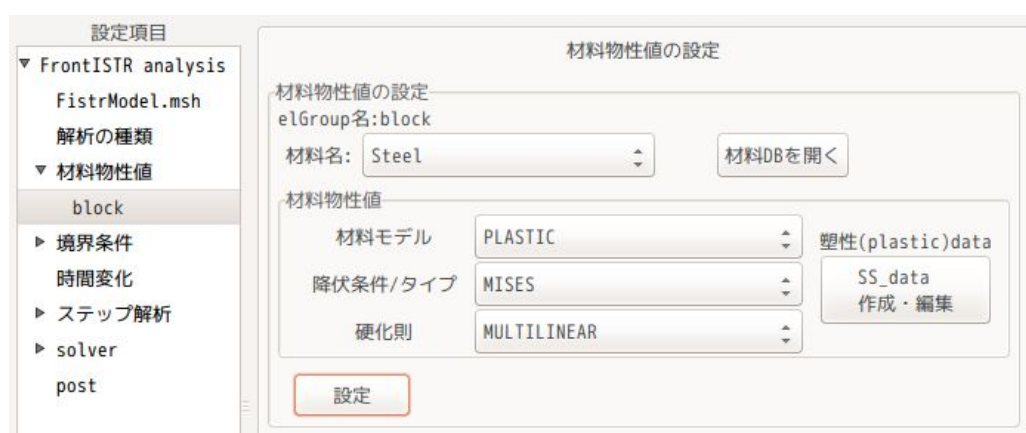 設定項目
▼ FrontISTR analysis
FistrModel.msh
解析の種類
▼ 材料物性値
block
▶ 境界条件
時間変化
▶ ステップ解析
▶ solver
post
材料物性値の設定
材料物性値の設定
elGroup名:block
材料名: Steel 材料DBを開く
材料物性値
材料モデル PLASTIC
塑性(plastic)data
降伏条件/タイプ MISES
SS_data
作成・編集
硬化則 MULTILINEAR
設定